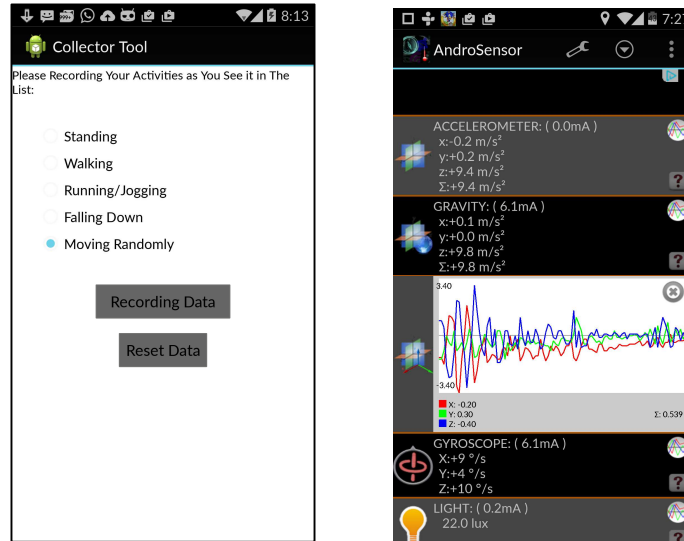 8:13
Collector Tool
Please Recording Your Activities as You See it in The
List:
Standing
Walking
Running/Jogging
Falling Down
Moving Randomly
Recording Data
Reset Data
AndroSensor
ACCELEROMETER: ( 0.0mA )
x:-0.2 m/s²
y:+0.2 m/s²
z:+9.4 m/s²
Σ:+9.4 m/s²
?
GRAVITY: ( 6.1mA )
x:+0.1 m/s²
y:+0.0 m/s²
z:+9.8 m/s²
Σ:+9.8 m/s²
?
3.40
-3.40
X: -0.20
Y: 0.30
Z: -0.40
Σ: 0.539
GYROSCOPE: ( 6.1mA )
X:+9 °/s
Y:+4 °/s
Z:+10 °/s
?
LIGHT: ( 0.2mA )
22.0 lux
?